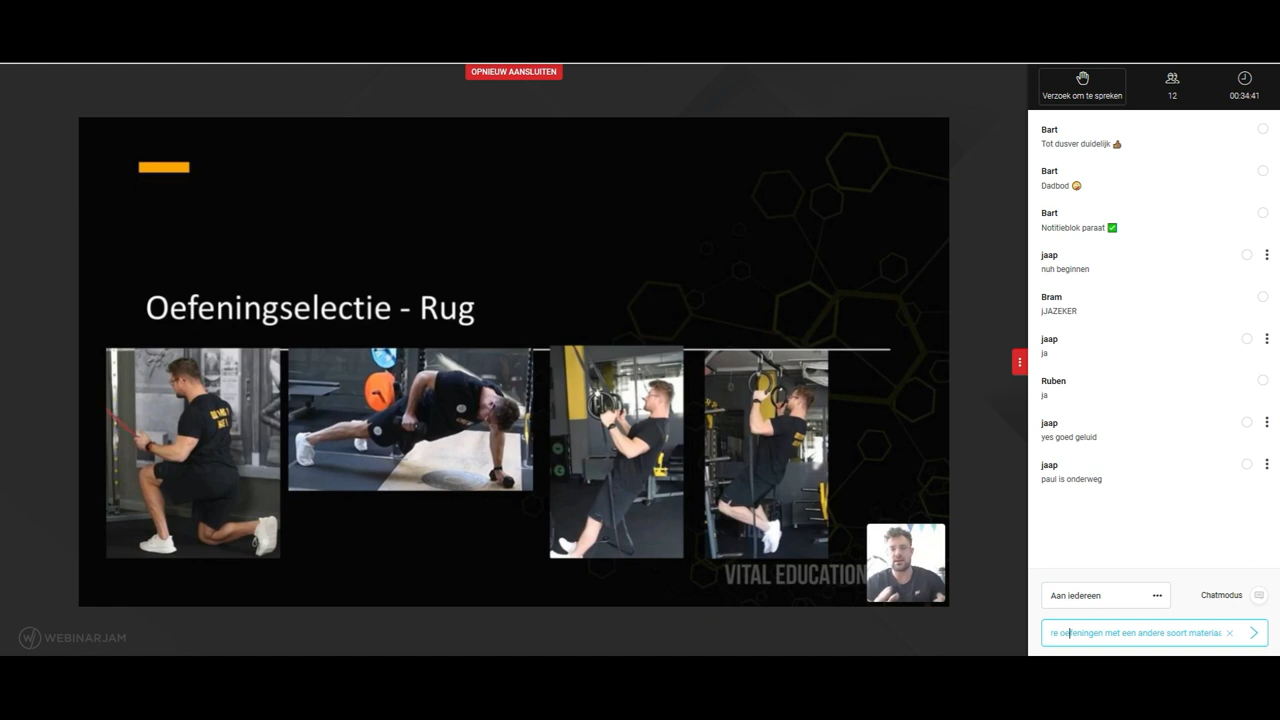 OPNIEUW AANSLUITEN
Verzoek om te spreken
12
00:34:41
Oefeningselectie - Rug
VITAL EDUCATION
WEBINARJAM
Bart
Tot dusver duidelijk
Bart
Dadbod
Bart
Notitieblok paraat
jaap
nuh beginnen
Bram
jJAZEKER
jaap
ja
Ruben
ja
jaap
yes goed geluid
jaap
paul is onderweg
Aan iedereen
Chatmodus
re oefeningen met een andere soort materiaa